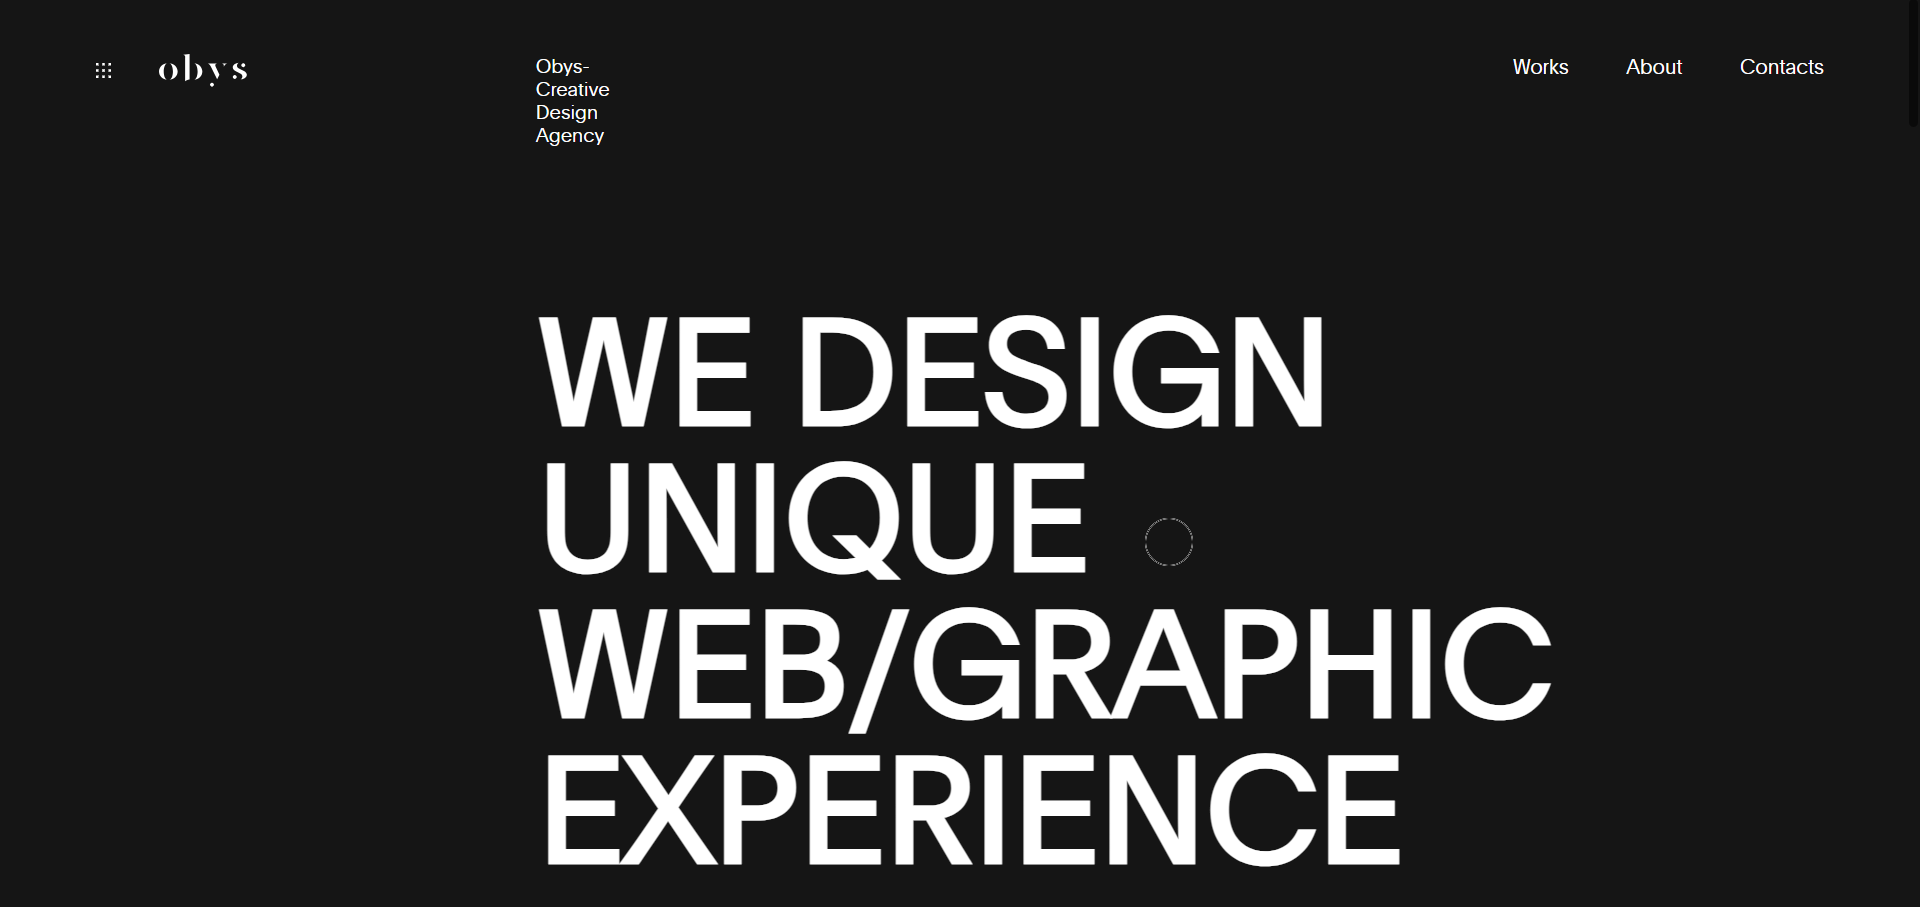 obys
Obys-
Creative
Design
Agency
Works
About
Contacts
WE DESIGN
UNIQUE
WEB/GRAPHIC
EXPERIENCE